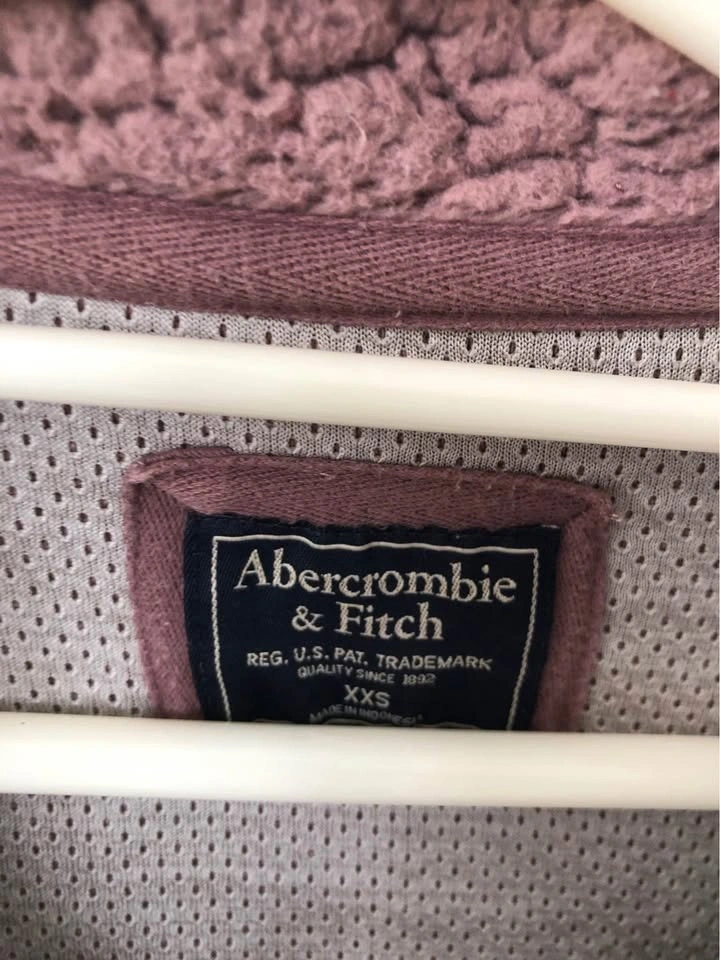 Abercrombie
& Fitch
REG. U.S. PAT. TRADEMARK
QUALITY SINCE 1892
XXS
MADE IN INDONESIA